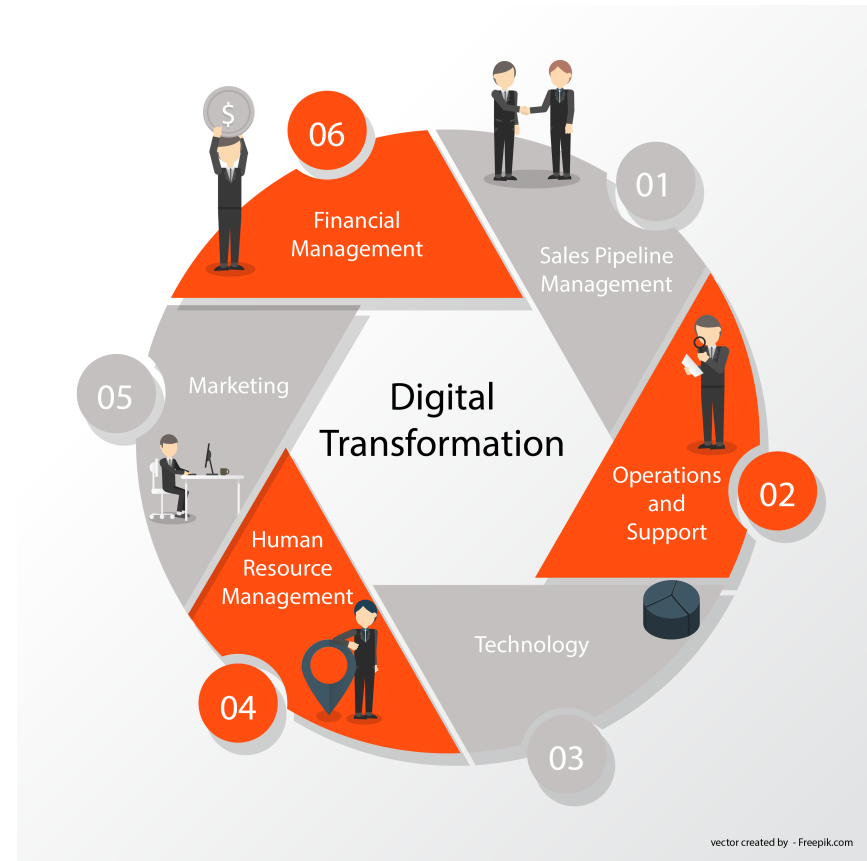 Digital
Transformation
01
Sales Pipeline
Management
02
Operations
and
Support
03
Technology
04
Human
Resource
Management
05
Marketing
06
Financial
Management
$
vector created by  - Freepik.com